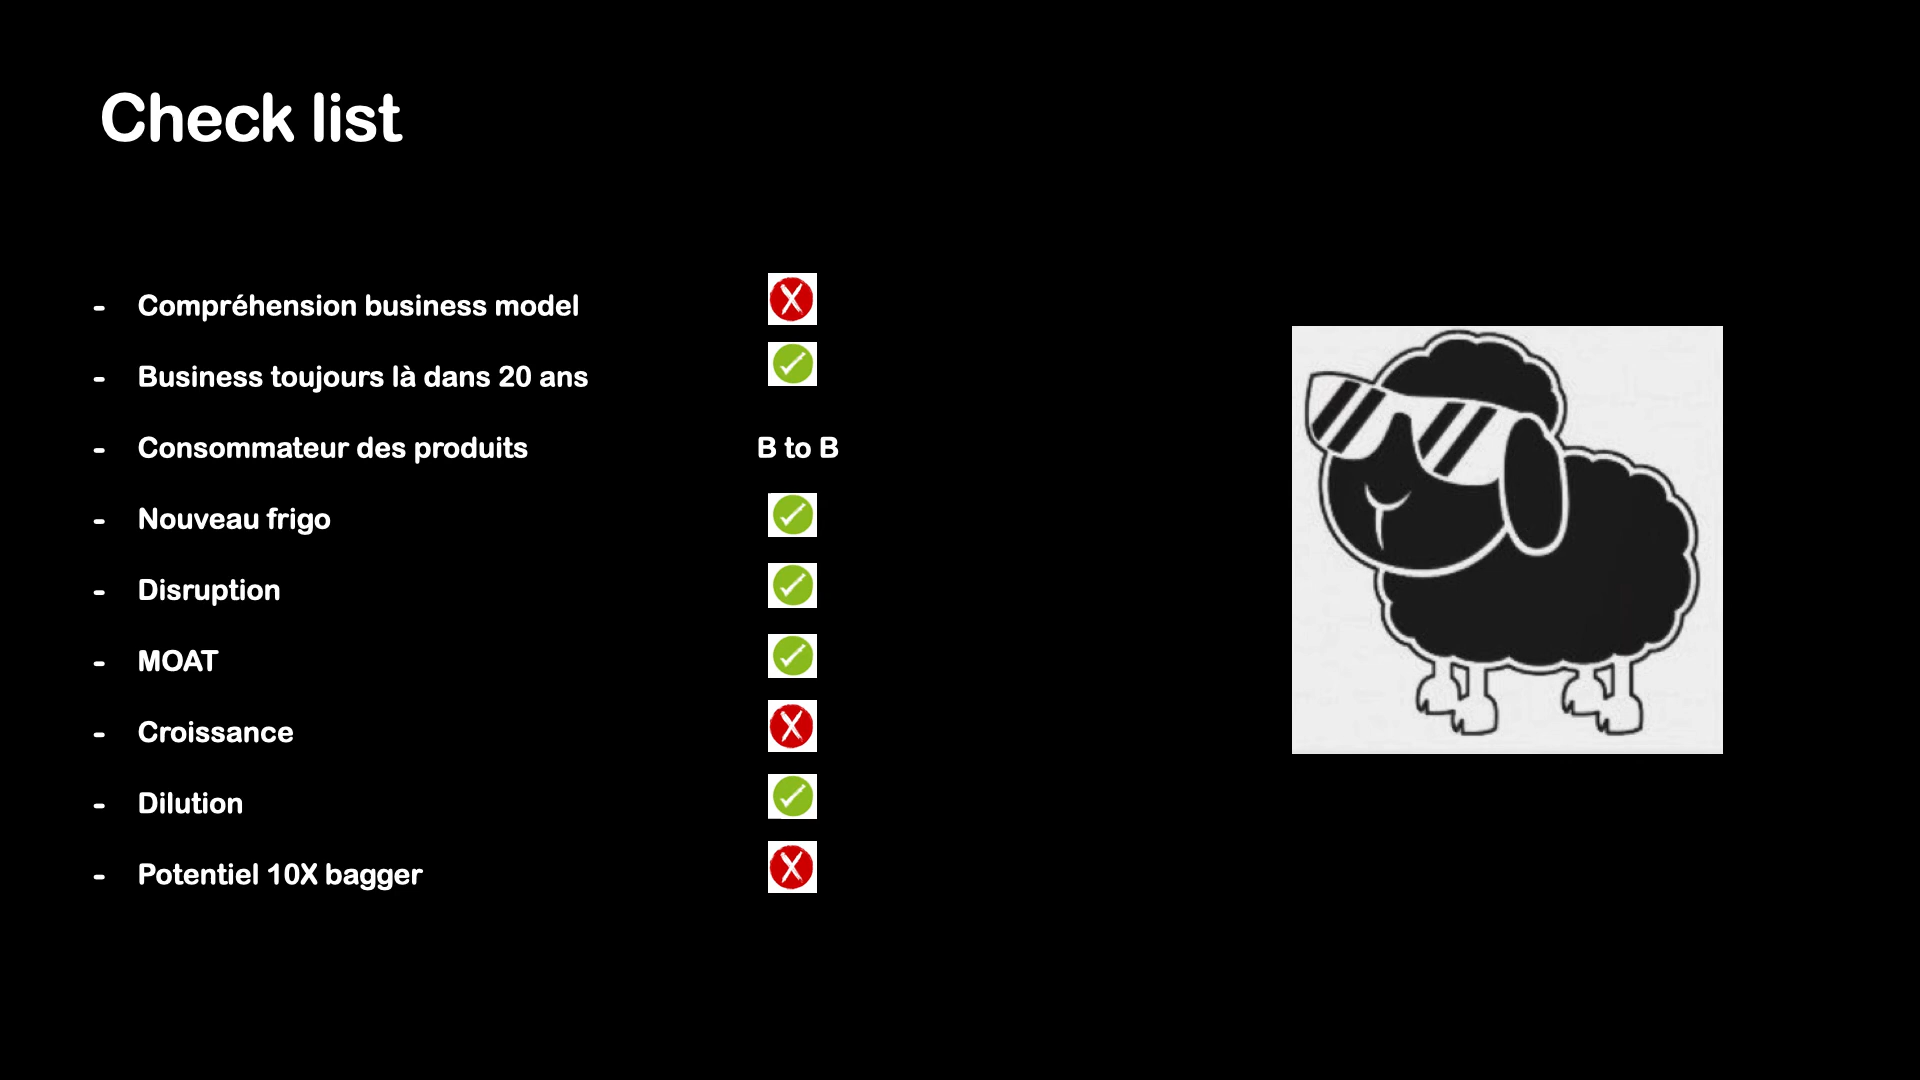 Check list
- Compréhension business model
- Business toujours là dans 20 ans
- Consommateur des produits B to B
- Nouveau frigo
- Disruption
- MOAT
- Croissance
- Dilution
- Potentiel 10X bagger